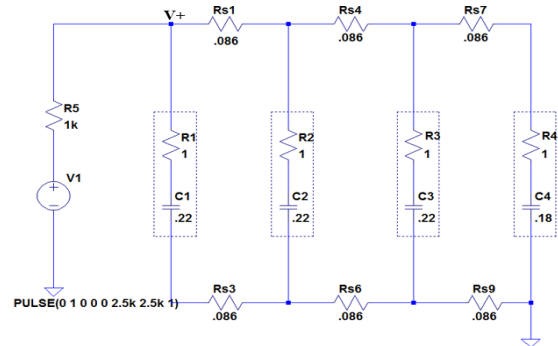 V+
Rs1
.086
Rs4
.086
Rs7
.086
R5
1k
V1
R1
1
C1
.22
R2
1
C2
.22
R3
1
C3
.22
R4
1
C4
.18
PULSE(0 1 0 0 0 2.5k 2.5k 1)
Rs3
.086
Rs6
.086
Rs9
.086